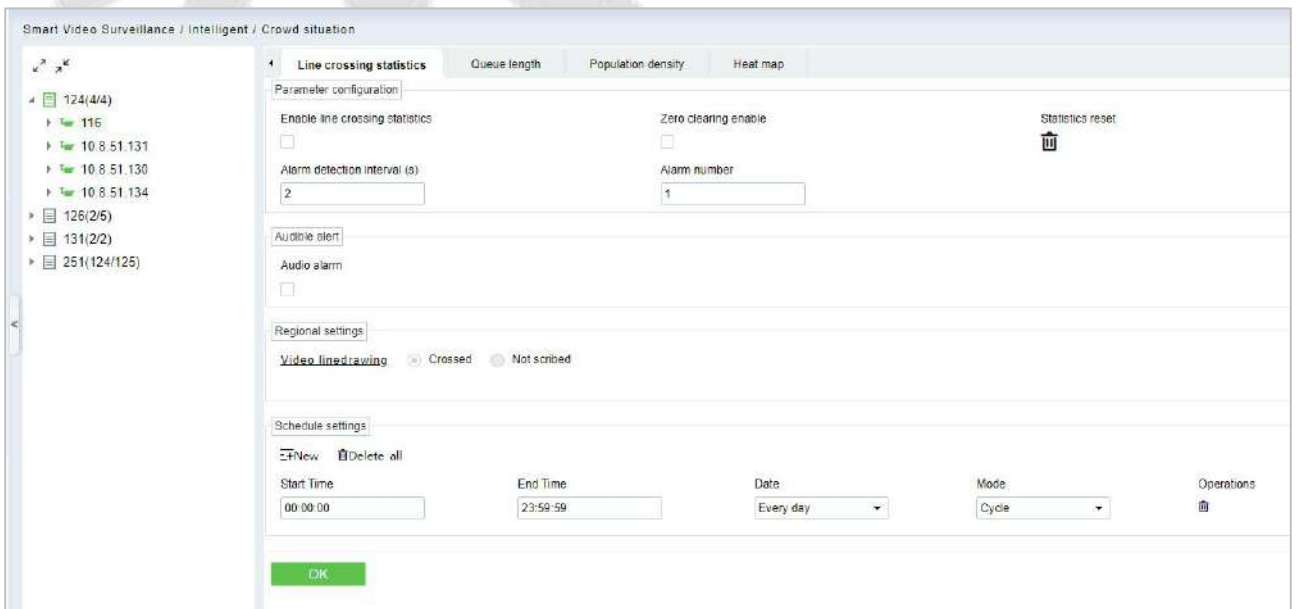 Smart Video Surveillance / Intelligent / Crowd situation
124(4/4)
116
10.8.51.131
10.8.51.130
10.8.51.134
126(2/5)
131(2/2)
251(124/125)
Line crossing statistics Queue length Population density Heat map
Parameter configuration
Enable line crossing statistics Zero clearing enable Statistics reset
Alarm detection interval (s) Alarm number
2 1
Audible alert
Audio alarm
Regional settings
Video linedrawing Crossed Not scribed
Schedule settings
New Delete all
Start Time End Time Date Mode Operations
00:00:00 23:59:59 Every day Cycle
OK